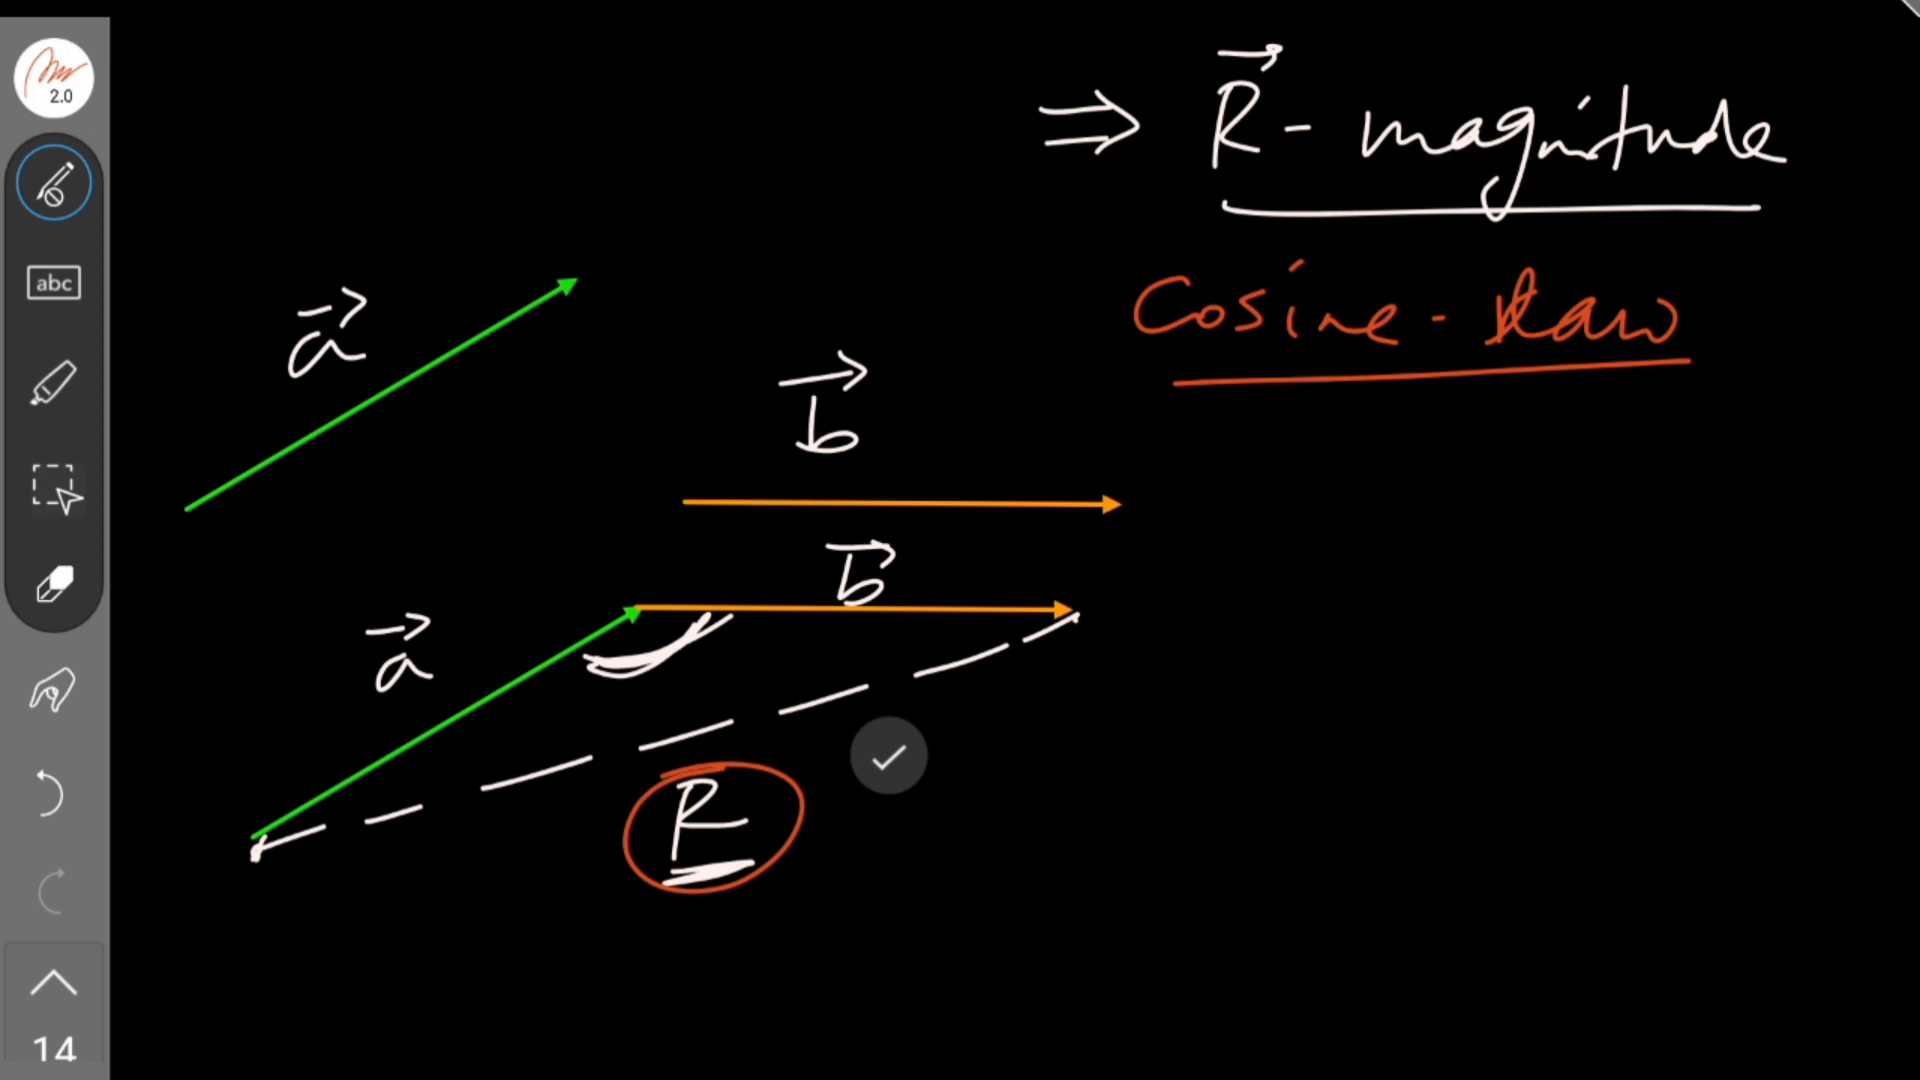 ⇒ R⃗ - magnitude
Cosine - Law
a⃗
b⃗
b⃗
a⃗
R
2.0
abc
14